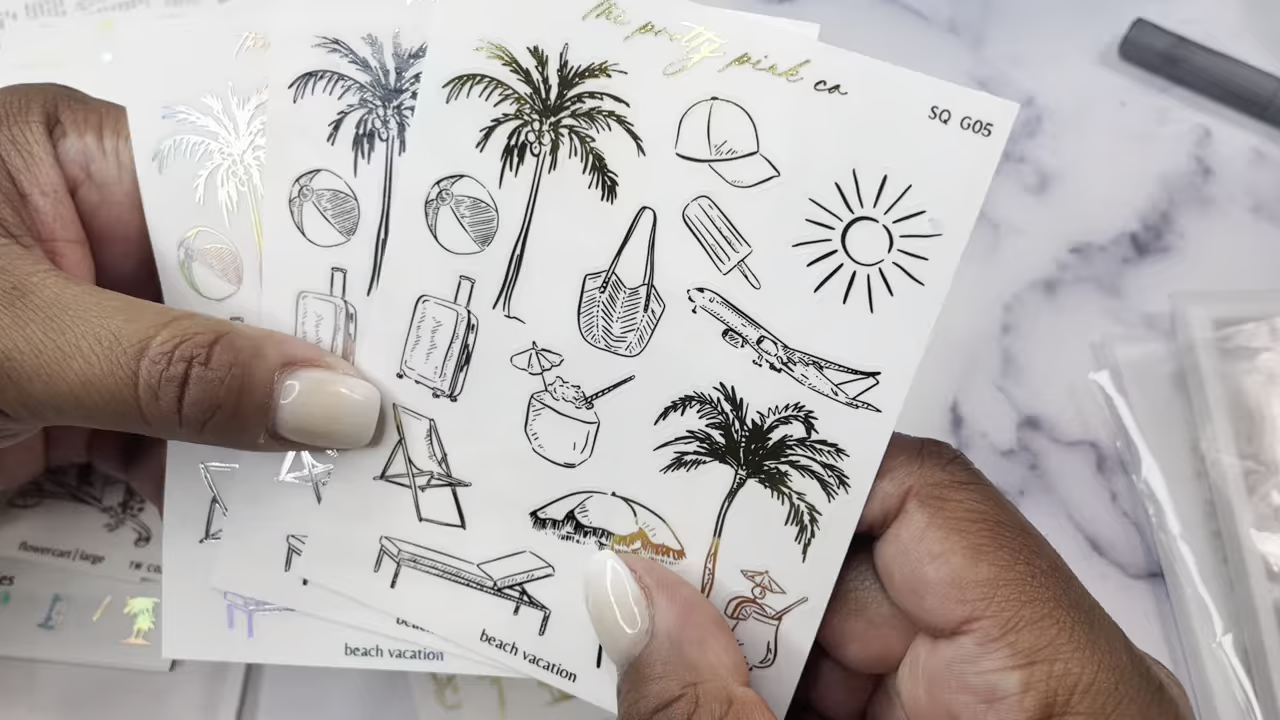 The pretty pink co
SQ G05
flowercart | large
beach vacation
beach vacation